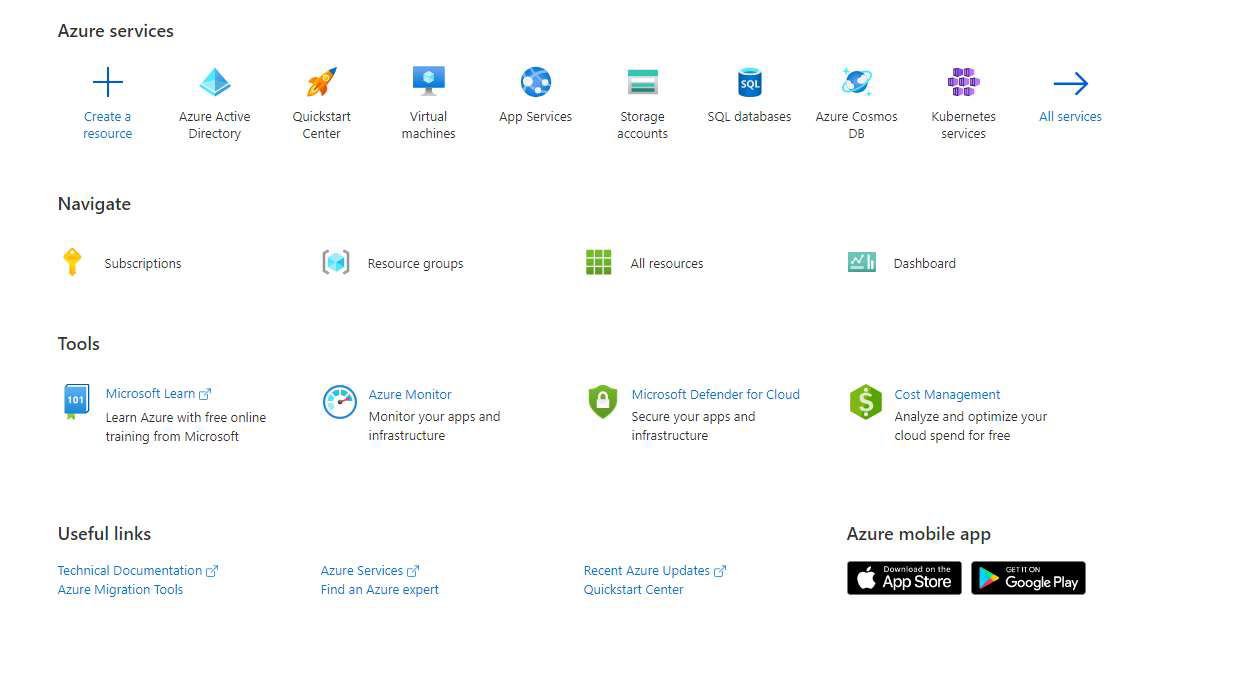 Azure services
Create a
resource
Azure Active
Directory
Quickstart
Center
Virtual
machines
App Services
Storage
accounts
SQL
SQL databases
Azure Cosmos
DB
Kubernetes
services
All services
Navigate
Subscriptions
Resource groups
All resources
Dashboard
Tools
101
Microsoft Learn
Learn Azure with free online
training from Microsoft
Azure Monitor
Monitor your apps and
infrastructure
Microsoft Defender for Cloud
Secure your apps and
infrastructure
$
Cost Management
Analyze and optimize your
cloud spend for free
Useful links
Technical Documentation
Azure Migration Tools
Azure Services
Find an Azure expert
Recent Azure Updates
Quickstart Center
Azure mobile app
Download on the
App Store
GET IT ON
Google Play